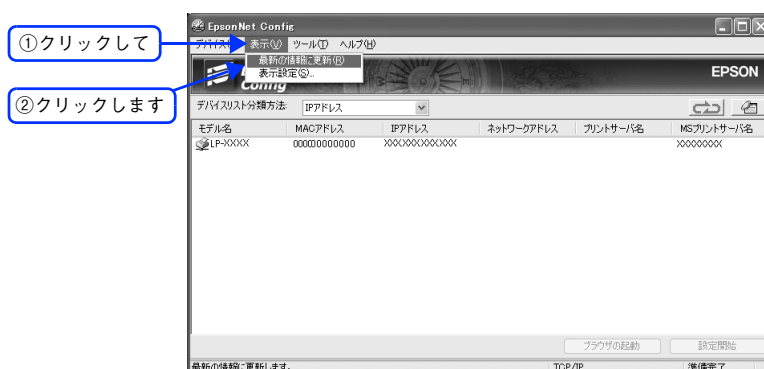 EpsonNet Config
①クリックして
表示(V) ツール(T) ヘルプ(H)
最新の情報に更新(R)
表示設定(S)...
②クリックします
Config
EPSON
デバイスリスト分類方法: IPアドレス
モデル名 MACアドレス IPアドレス ネットワークアドレス プリントサーバ名 MSプリントサーバ名
LP-XXXX 000000000000 XXX.XXX.XXX.XXX XXXXXXXX
ブラウザの起動 設定開始
最新の情報に更新します。 TCP/IP 準備完了